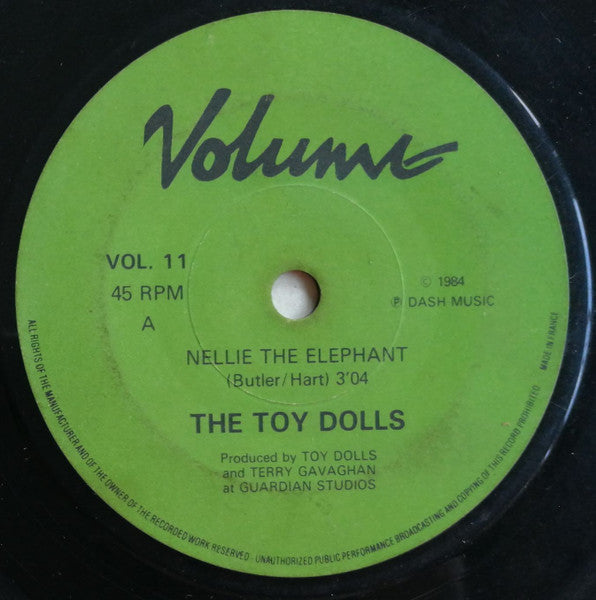 Volume
VOL. 11
45 RPM
A
© 1984
Ⓟ DASH MUSIC
NELLIE THE ELEPHANT
(Butler/Hart) 3'04
THE TOY DOLLS
Produced by TOY DOLLS
and TERRY GAVAGHAN
at GUARDIAN STUDIOS
ALL RIGHTS OF THE MANUFACTURER AND OF THE OWNER OF THE RECORDED WORK RESERVED - UNAUTHORIZED PUBLIC PERFORMANCE BROADCASTING AND COPYING OF THIS RECORD PROHIBITED
MADE IN FRANCE